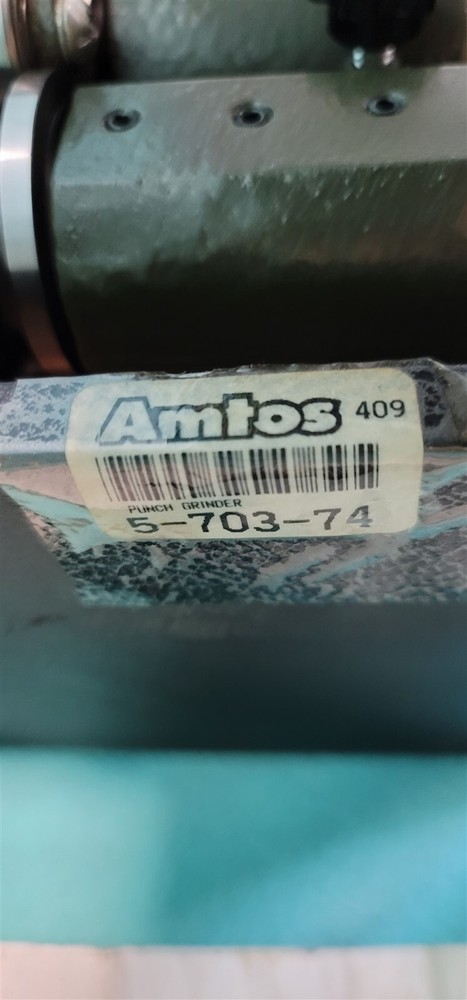 Amtos 409
PUNCH GRINDER
5-703-74